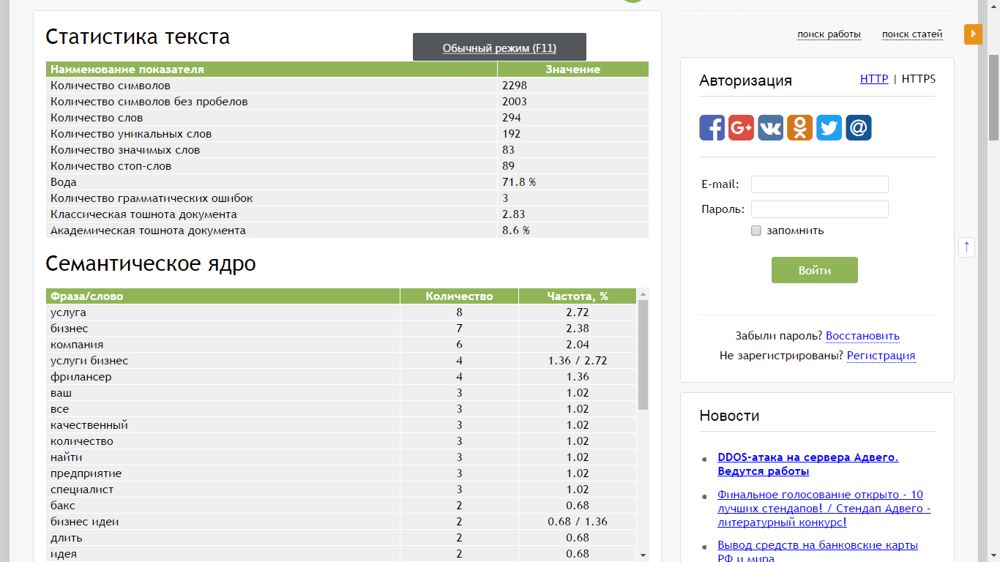 Статистика текста
Обычный режим (F11)
Наименование показателя Значение
Количество символов 2298
Количество символов без пробелов 2003
Количество слов 294
Количество уникальных слов 192
Количество значимых слов 83
Количество стоп-слов 89
Вода 71.8 %
Количество грамматических ошибок 3
Классическая тошнота документа 2.83
Академическая тошнота документа 8.6 %
Семантическое ядро
Фраза/слово Количество Частота, %
услуга 8 2.72
бизнес 7 2.38
компания 6 2.04
услуги бизнес 4 1.36 / 2.72
фрилансер 4 1.36
ваш 3 1.02
все 3 1.02
качественный 3 1.02
количество 3 1.02
найти 3 1.02
предприятие 3 1.02
специалист 3 1.02
бакс 2 0.68
бизнес идеи 2 0.68 / 1.36
длить 2 0.68
идея 2 0.68
поиск работы поиск статей
Авторизация HTTP | HTTPS
E-mail:
Пароль:
запомнить
Войти
Забыли пароль? Восстановить
Не зарегистрированы? Регистрация
Новости
DDOS-атака на сервера Адвего.
Ведутся работы
Финальное голосование открыто - 10
лучших стендапов! / Стендап Адвего -
литературный конкурс!
Вывод средств на банковские карты
РФ и мира